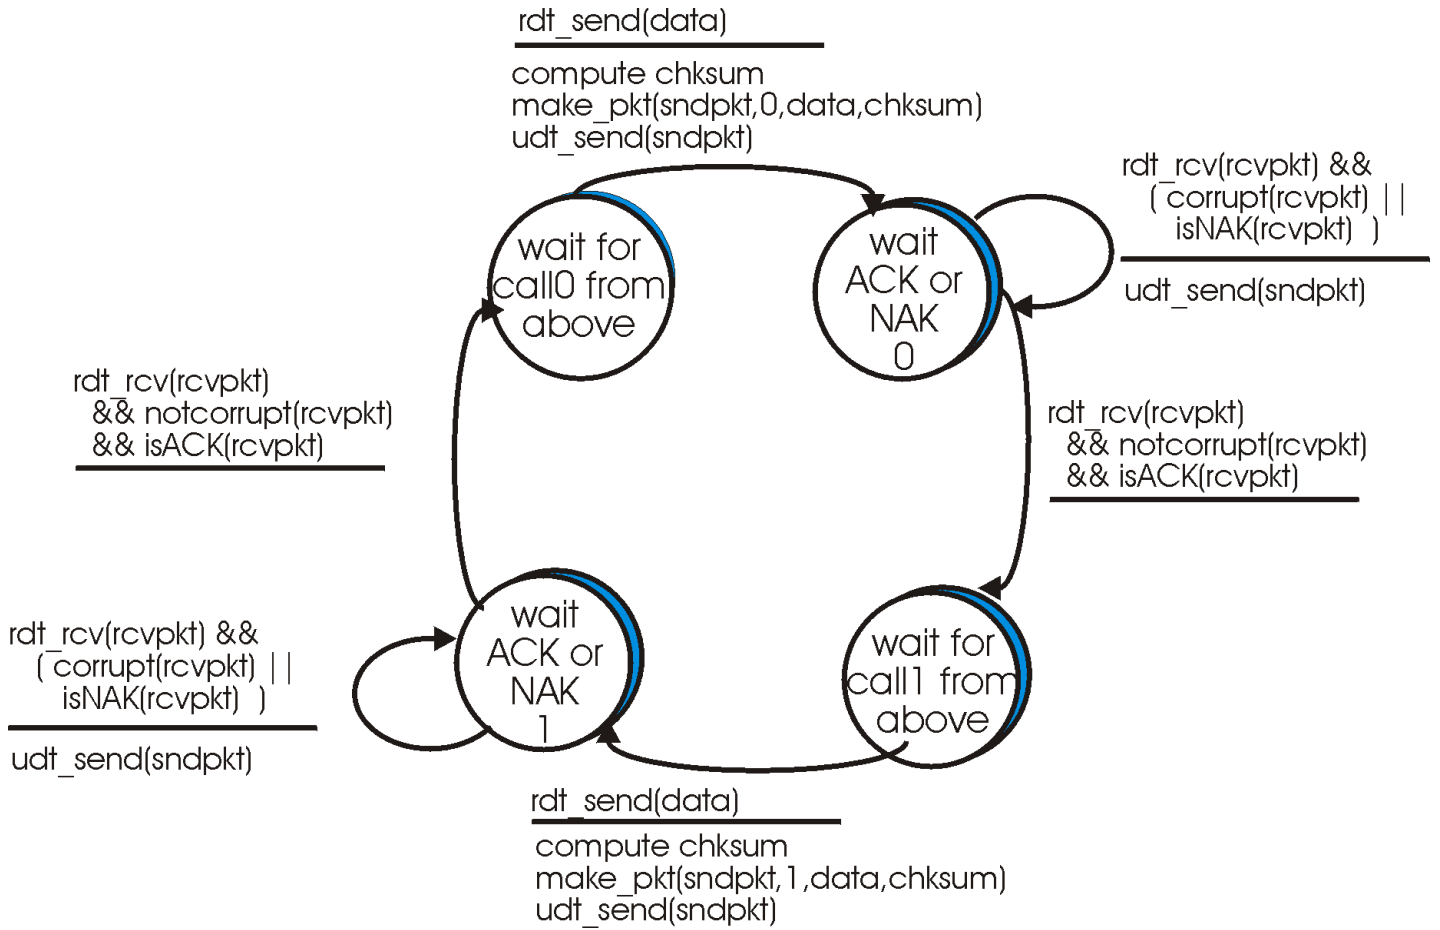 rdt_send(data)
compute chksum
make_pkt(sndpkt,0,data,chksum)
udt_send(sndpkt)
rdt_rcv(rcvpkt) &&
( corrupt(rcvpkt) ||
isNAK(rcvpkt) )
udt_send(sndpkt)
wait for
call0 from
above
wait
ACK or
NAK
0
rdt_rcv(rcvpkt)
&& notcorrupt(rcvpkt)
&& isACK(rcvpkt)
rdt_rcv(rcvpkt)
&& notcorrupt(rcvpkt)
&& isACK(rcvpkt)
rdt_rcv(rcvpkt) &&
( corrupt(rcvpkt) ||
isNAK(rcvpkt) )
udt_send(sndpkt)
wait
ACK or
NAK
1
wait for
call1 from
above
rdt_send(data)
compute chksum
make_pkt(sndpkt,1,data,chksum)
udt_send(sndpkt)